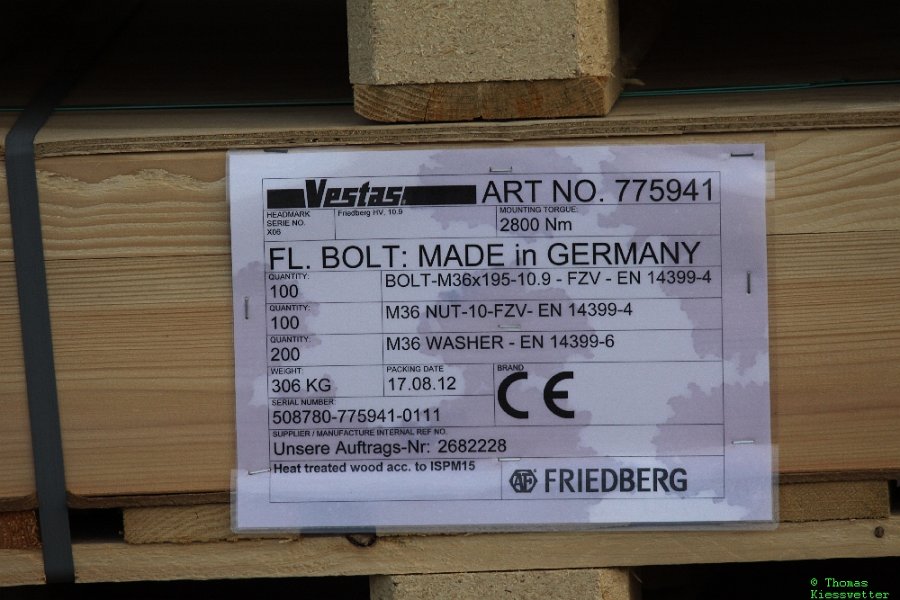 Vestas. ART NO. 775941
HEADMARK Friedberg HV, 10.9 MOUNTING TORGUE:
SERIE NO.
X06 2800 Nm
FL. BOLT: MADE in GERMANY
QUANTITY: BOLT-M36x195-10.9 - FZV - EN 14399-4
100
QUANTITY: M36 NUT-10-FZV- EN 14399-4
100
QUANTITY: M36 WASHER - EN 14399-6
200
WEIGHT: PACKING DATE BRAND
306 KG 17.08.12 CE
SERIAL NUMBER
508780-775941-0111
SUPPLIER / MANUFACTURE INTERNAL REF NO.
Unsere Auftrags-Nr: 2682228
Heat treated wood acc. to ISPM15
AF FRIEDBERG
© Thomas
Kiesswetter